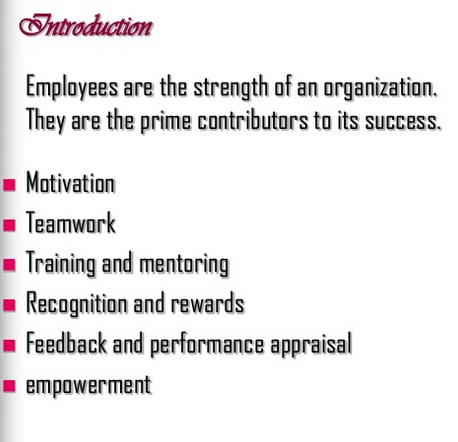 Introduction
Employees are the strength of an organization.
They are the prime contributors to its success.
Motivation
Teamwork
Training and mentoring
Recognition and rewards
Feedback and performance appraisal
empowerment